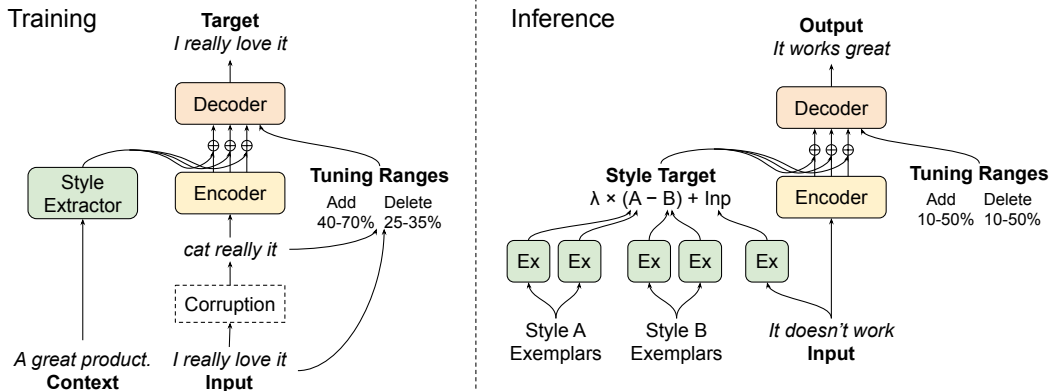 Training
Target
I really love it
Decoder
Style
Extractor
Encoder
Tuning Ranges
Add Delete
40-70% 25-35%
cat really it
Corruption
A great product.
Context
I really love it
Input
Inference
Output
It works great
Decoder
Style Target
λ × (A − B) + Inp
Encoder
Tuning Ranges
Add Delete
10-50% 10-50%
Ex Ex Ex Ex Ex
Style A
Exemplars
Style B
Exemplars
It doesn't work
Input